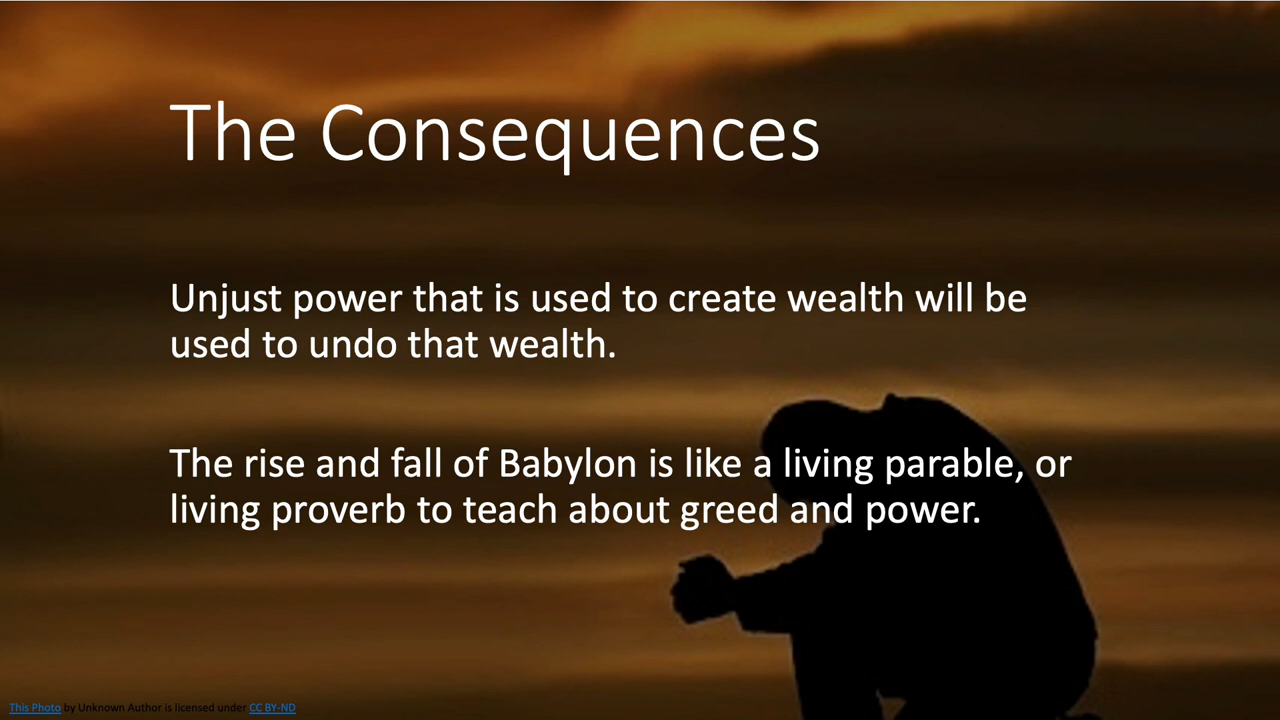 The Consequences
Unjust power that is used to create wealth will be
used to undo that wealth.
The rise and fall of Babylon is like a living parable, or
living proverb to teach about greed and power.
This Photo by Unknown Author is licensed under CC BY-ND